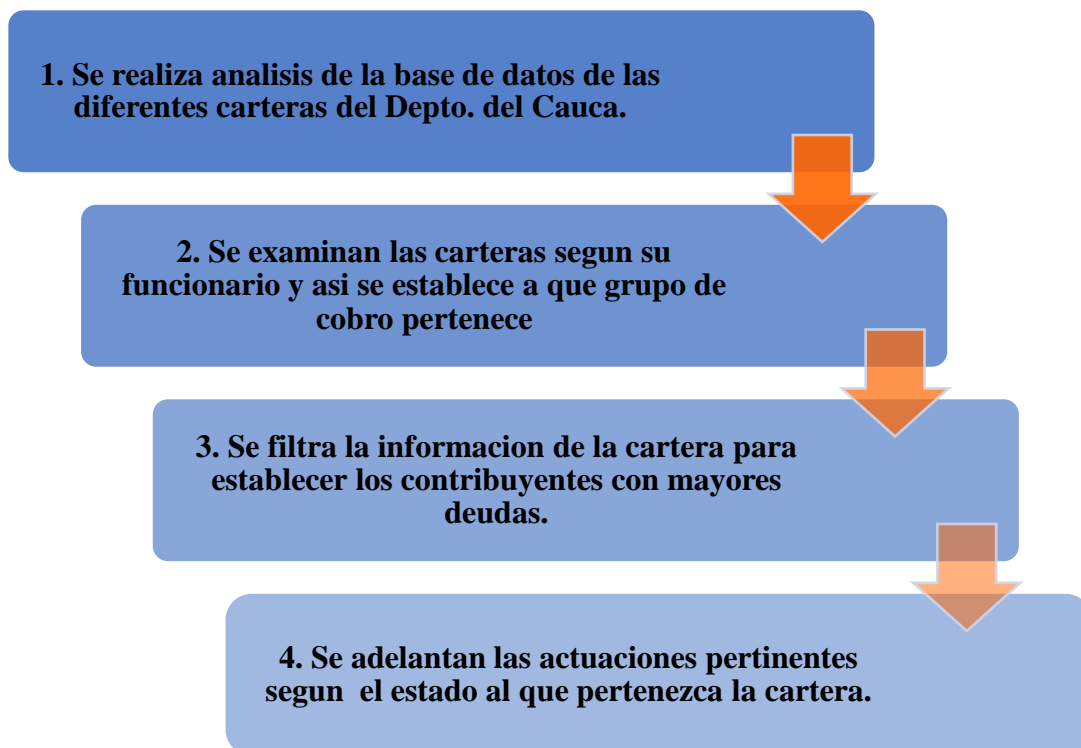 1. Se realiza analisis de la base de datos de las
diferentes carteras del Depto. del Cauca.
2. Se examinan las carteras segun su
funcionario y asi se establece a que grupo de
cobro pertenece
3. Se filtra la informacion de la cartera para
establecer los contribuyentes con mayores
deudas.
4. Se adelantan las actuaciones pertinentes
segun  el estado al que pertenezca la cartera.